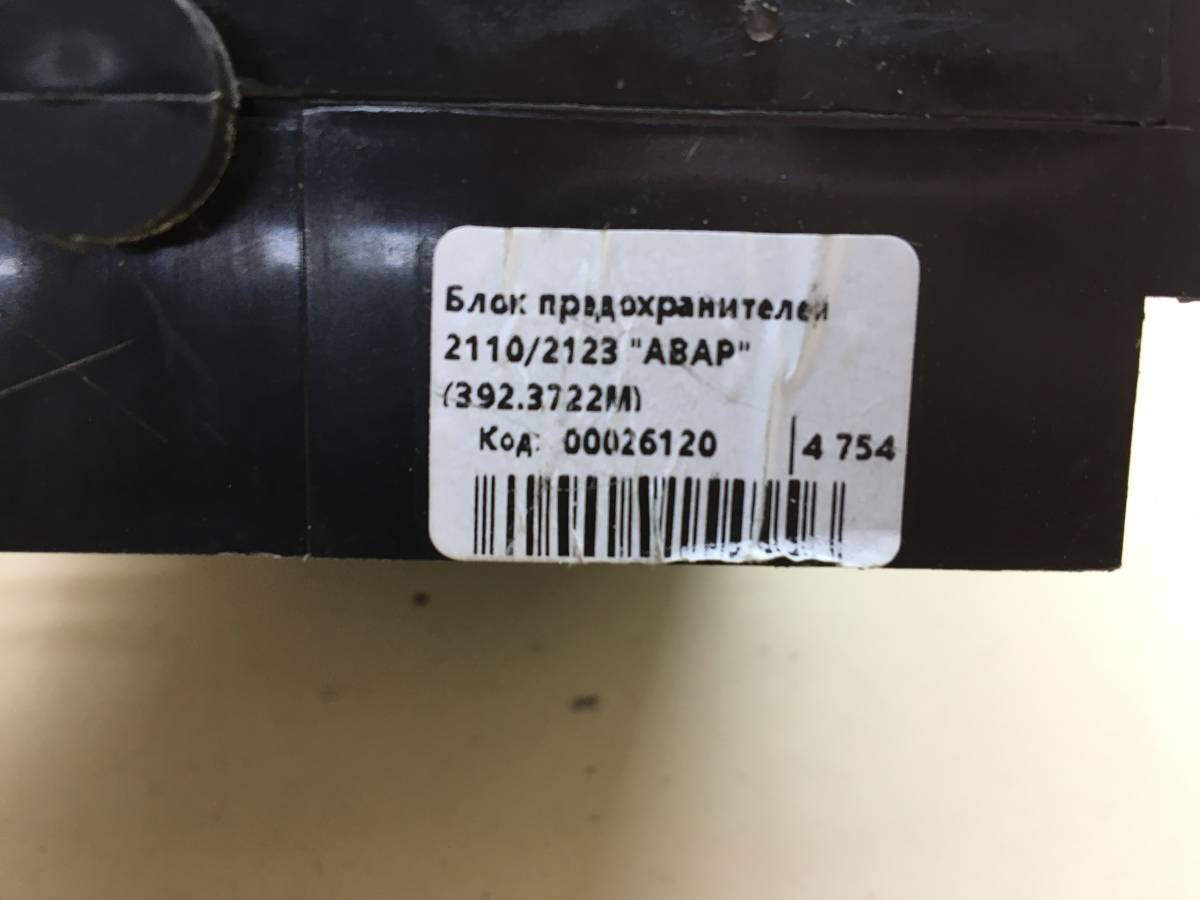 Блок предохранителей
2110/2123 "АВАР"
(392.3722М)
Код: 00026120 4 754